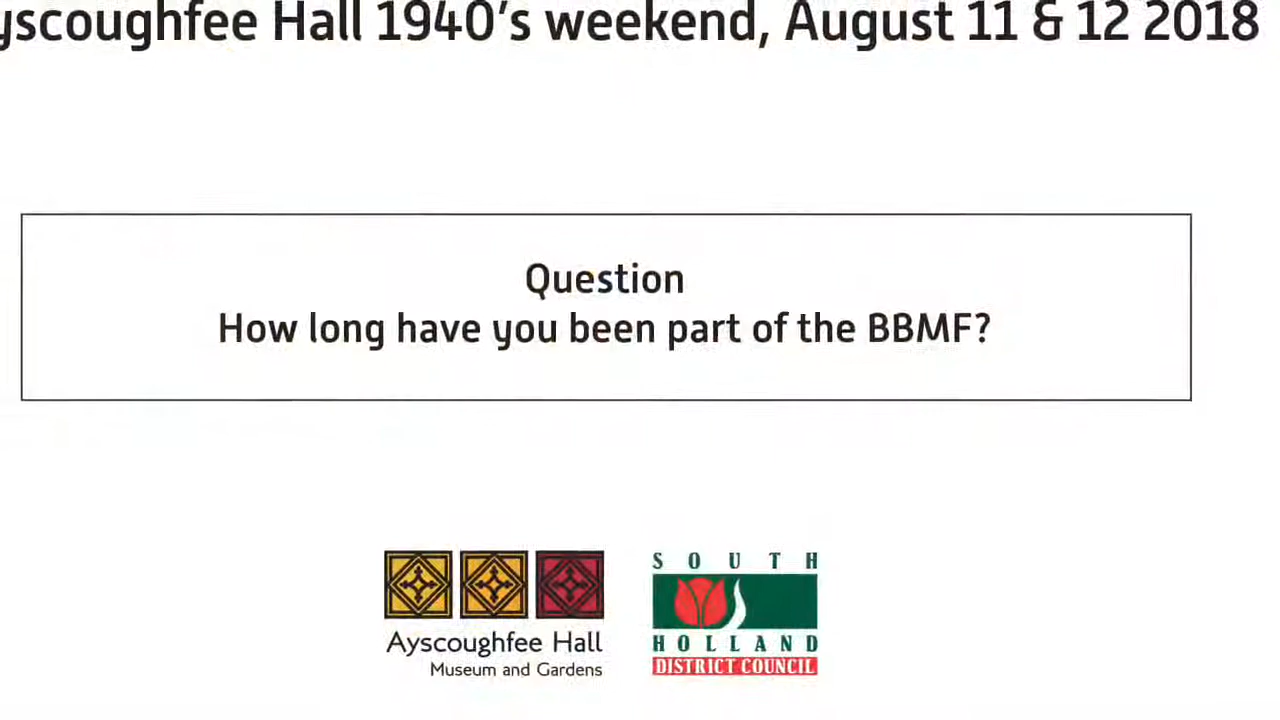 yscoughfee Hall 1940's weekend, August 11 & 12 2018
Question
How long have you been part of the BBMF?
Ayscoughfee Hall
Museum and Gardens
SOUTH
HOLLAND
DISTRICT COUNCIL